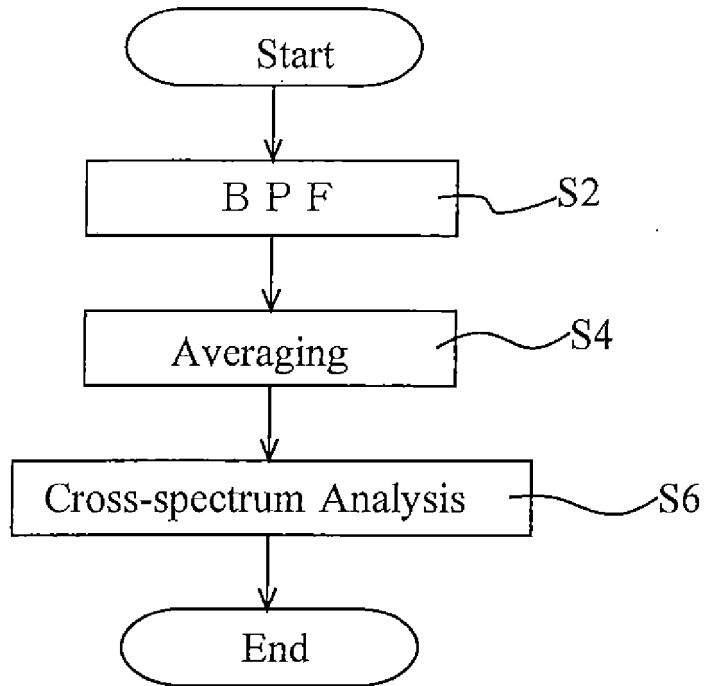 Start
B P F
S2
Averaging
S4
Cross-spectrum Analysis
S6
End